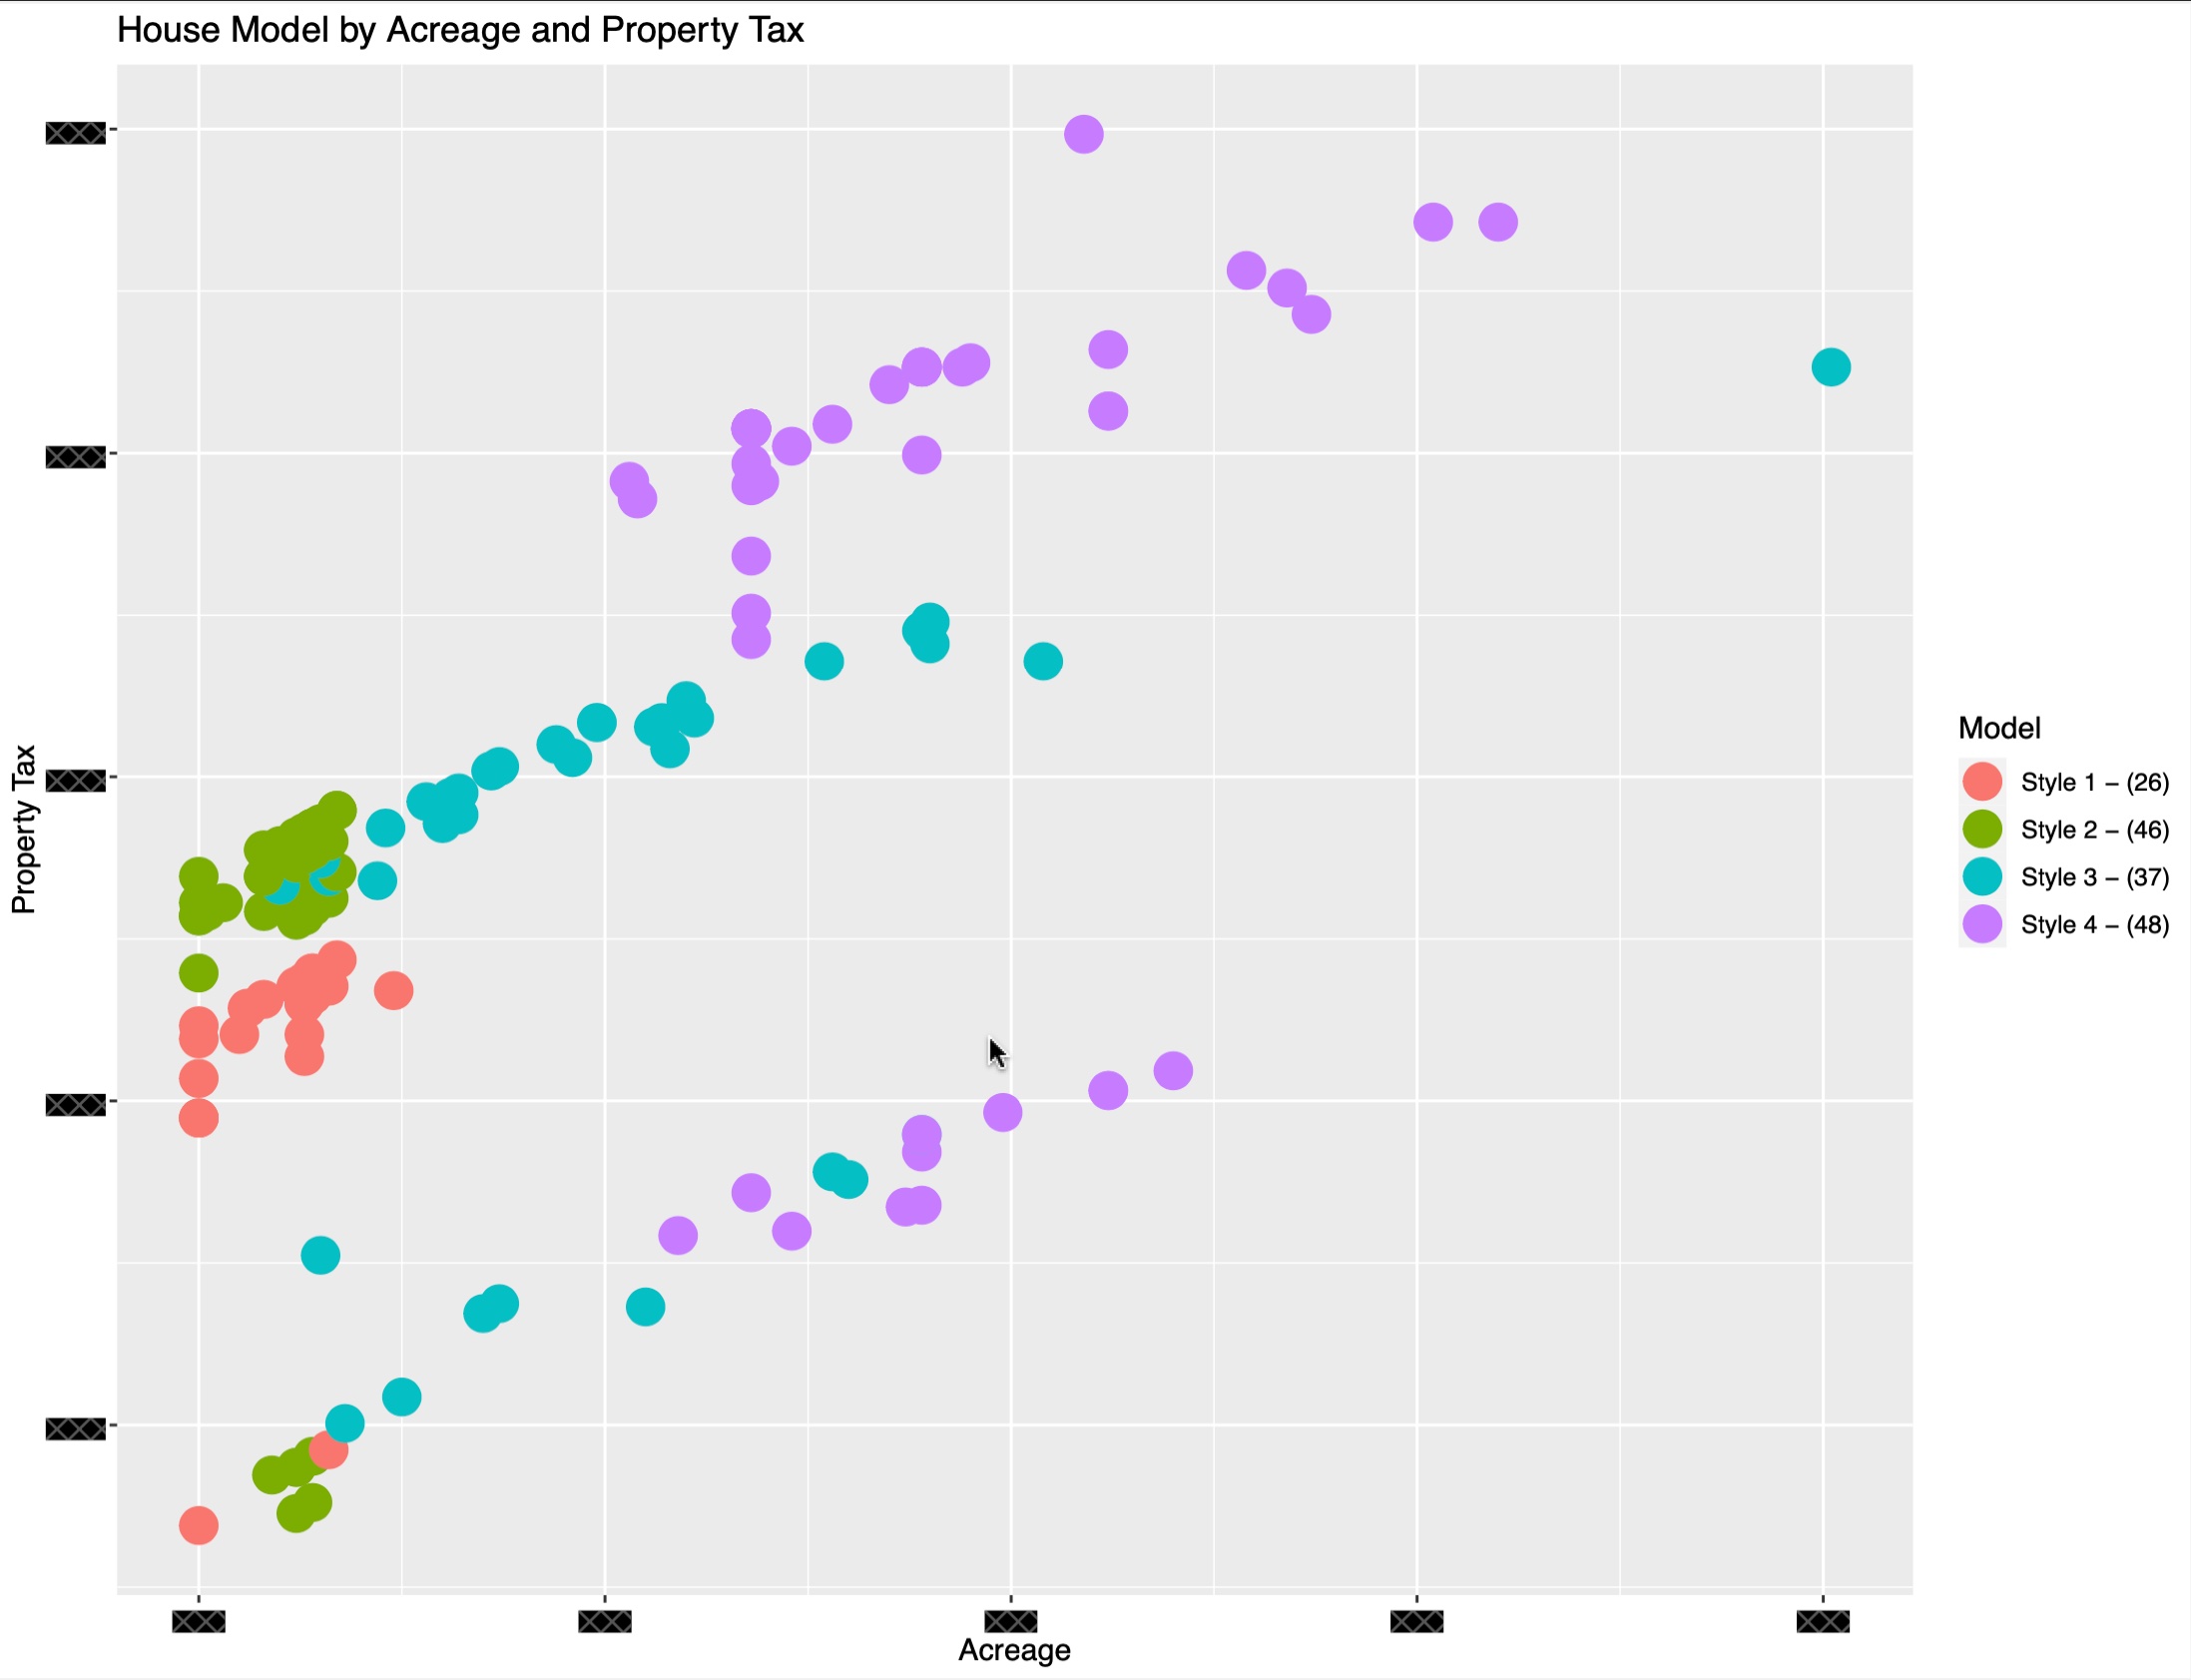 House Model by Acreage and Property Tax
Property Tax
Model
Style 1 – (26)
Style 2 – (46)
Style 3 – (37)
Style 4 – (48)
Acreage